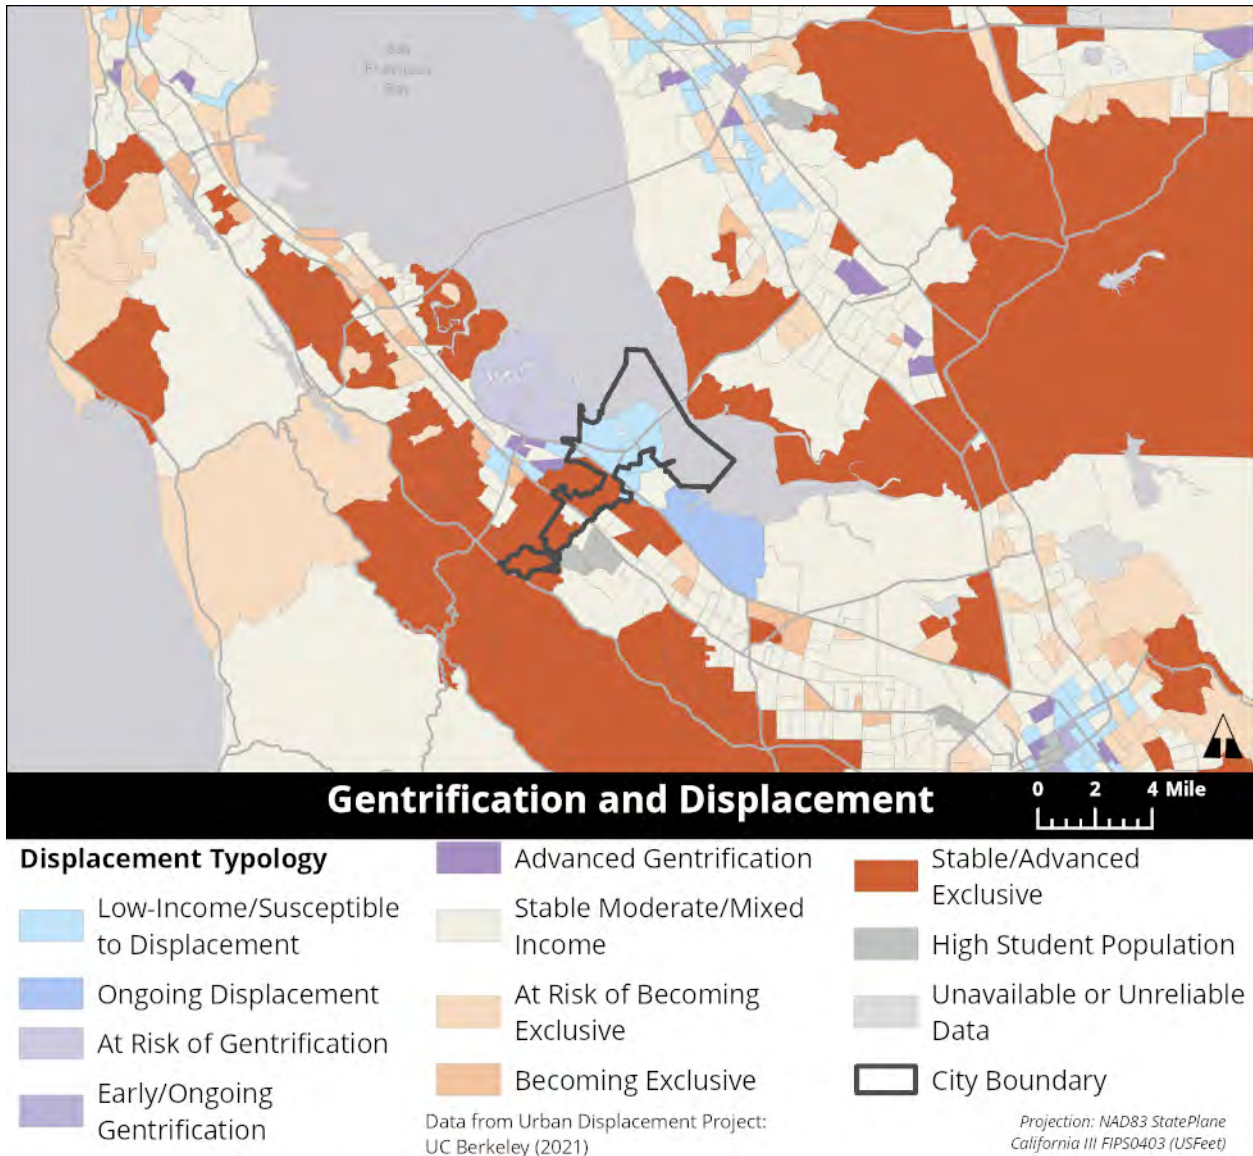 Bay
Gentrification and Displacement
0 2 4 Mile
Displacement Typology
Low-Income/Susceptible
to Displacement
Ongoing Displacement
At Risk of Gentrification
Early/Ongoing
Gentrification
Advanced Gentrification
Stable Moderate/Mixed
Income
At Risk of Becoming
Exclusive
Becoming Exclusive
Data from Urban Displacement Project:
UC Berkeley (2021)
Stable/Advanced
Exclusive
High Student Population
Unavailable or Unreliable
Data
City Boundary
Projection: NAD83 StatePlane
California III FIPS0403 (USFeet)